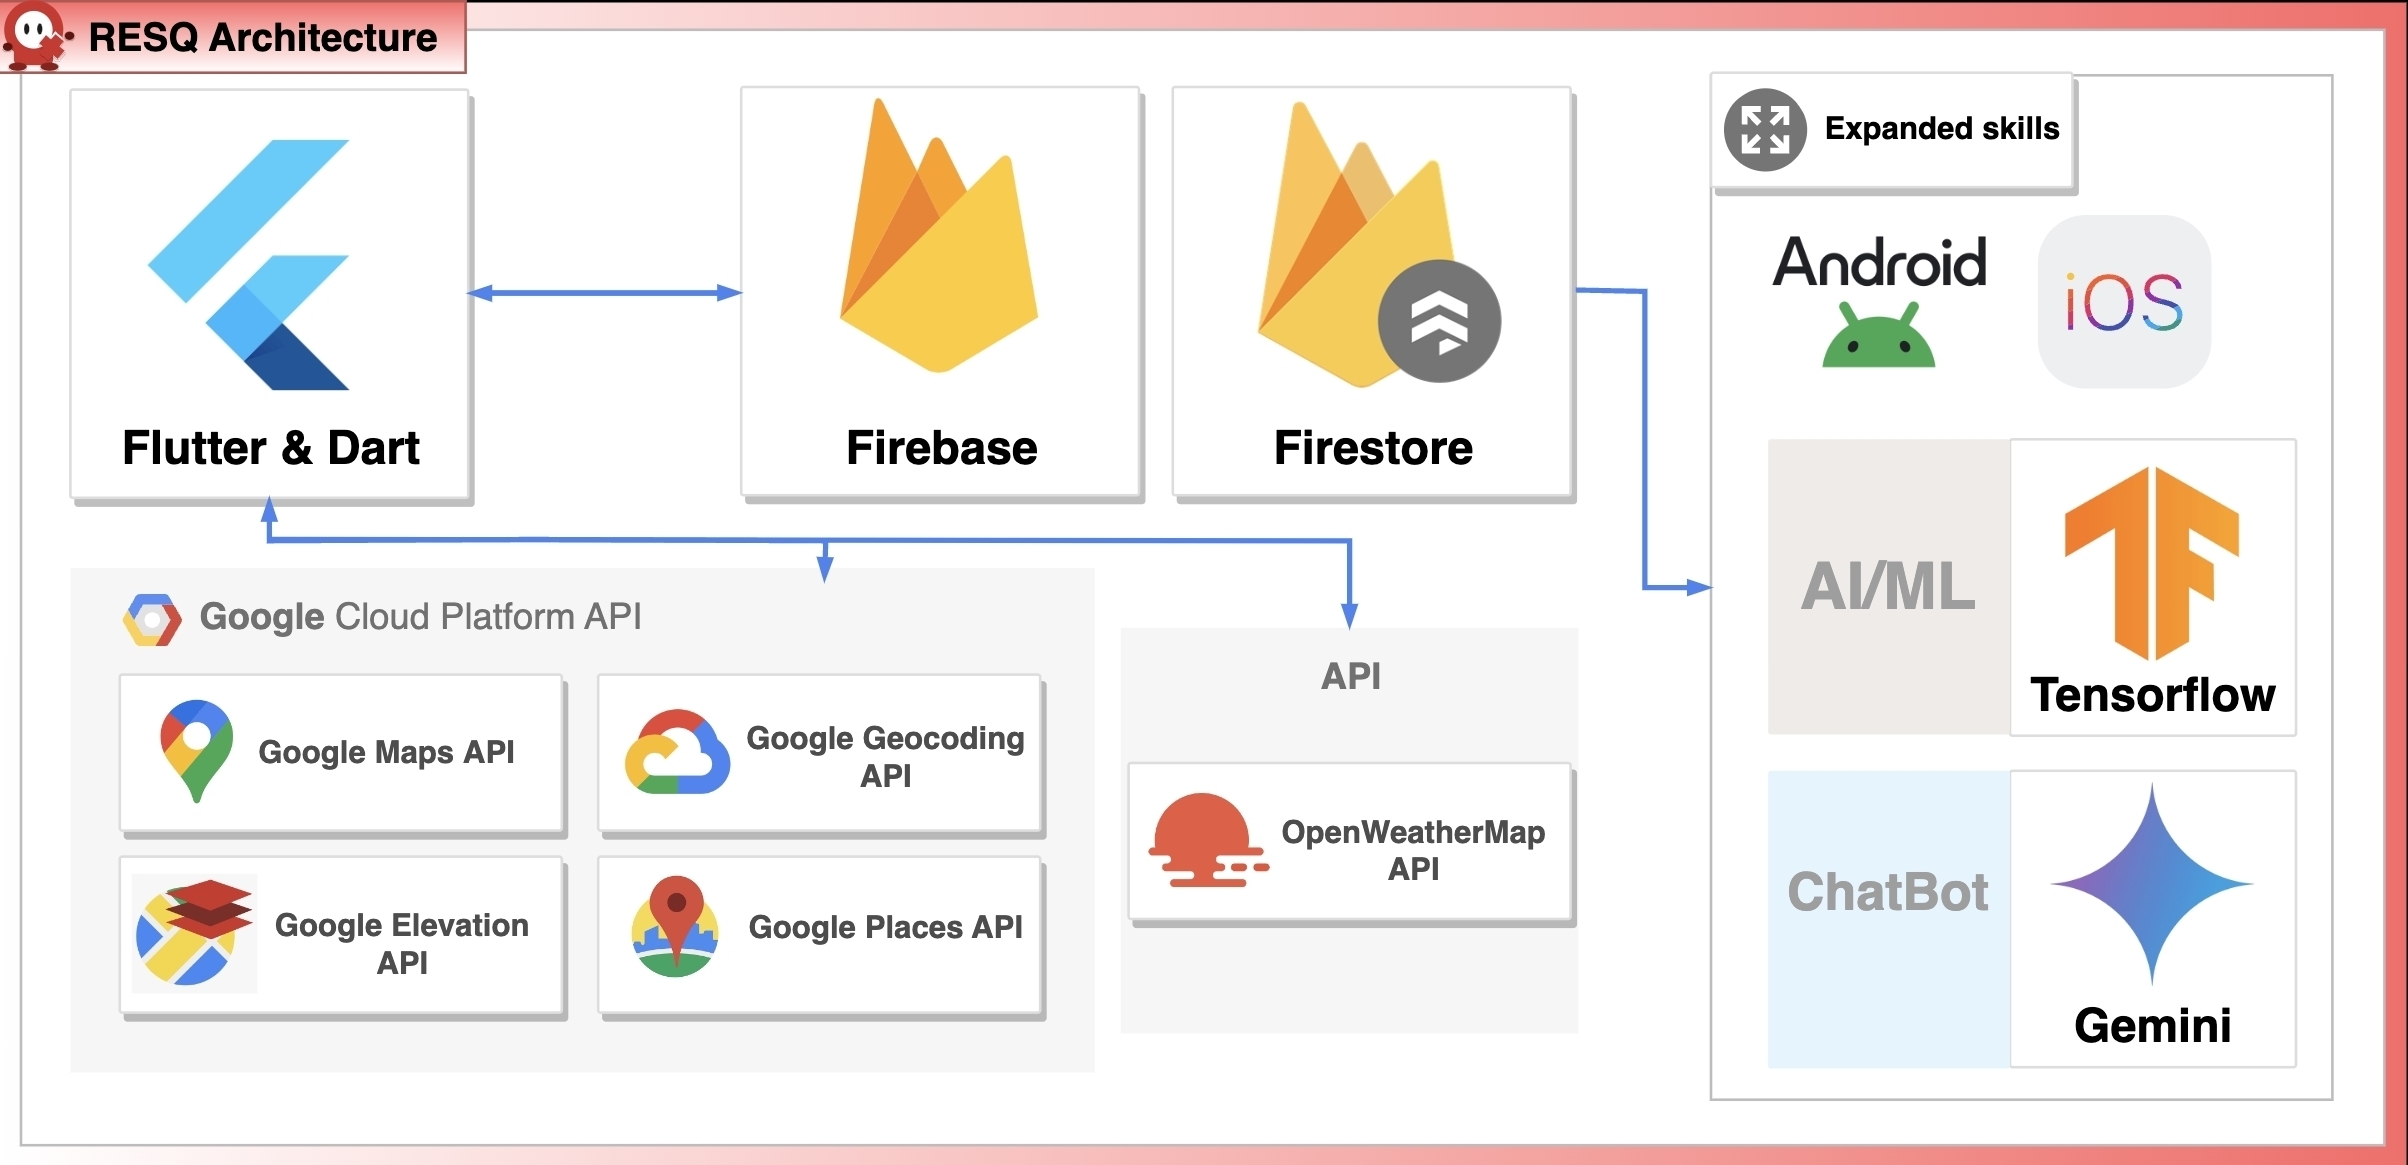 RESQ Architecture
Flutter & Dart
Firebase
Firestore
Expanded skills
Android
iOS
AI/ML
Tensorflow
ChatBot
Gemini
Google Cloud Platform API
Google Maps API
Google Geocoding
API
Google Elevation
API
Google Places API
API
OpenWeatherMap
API